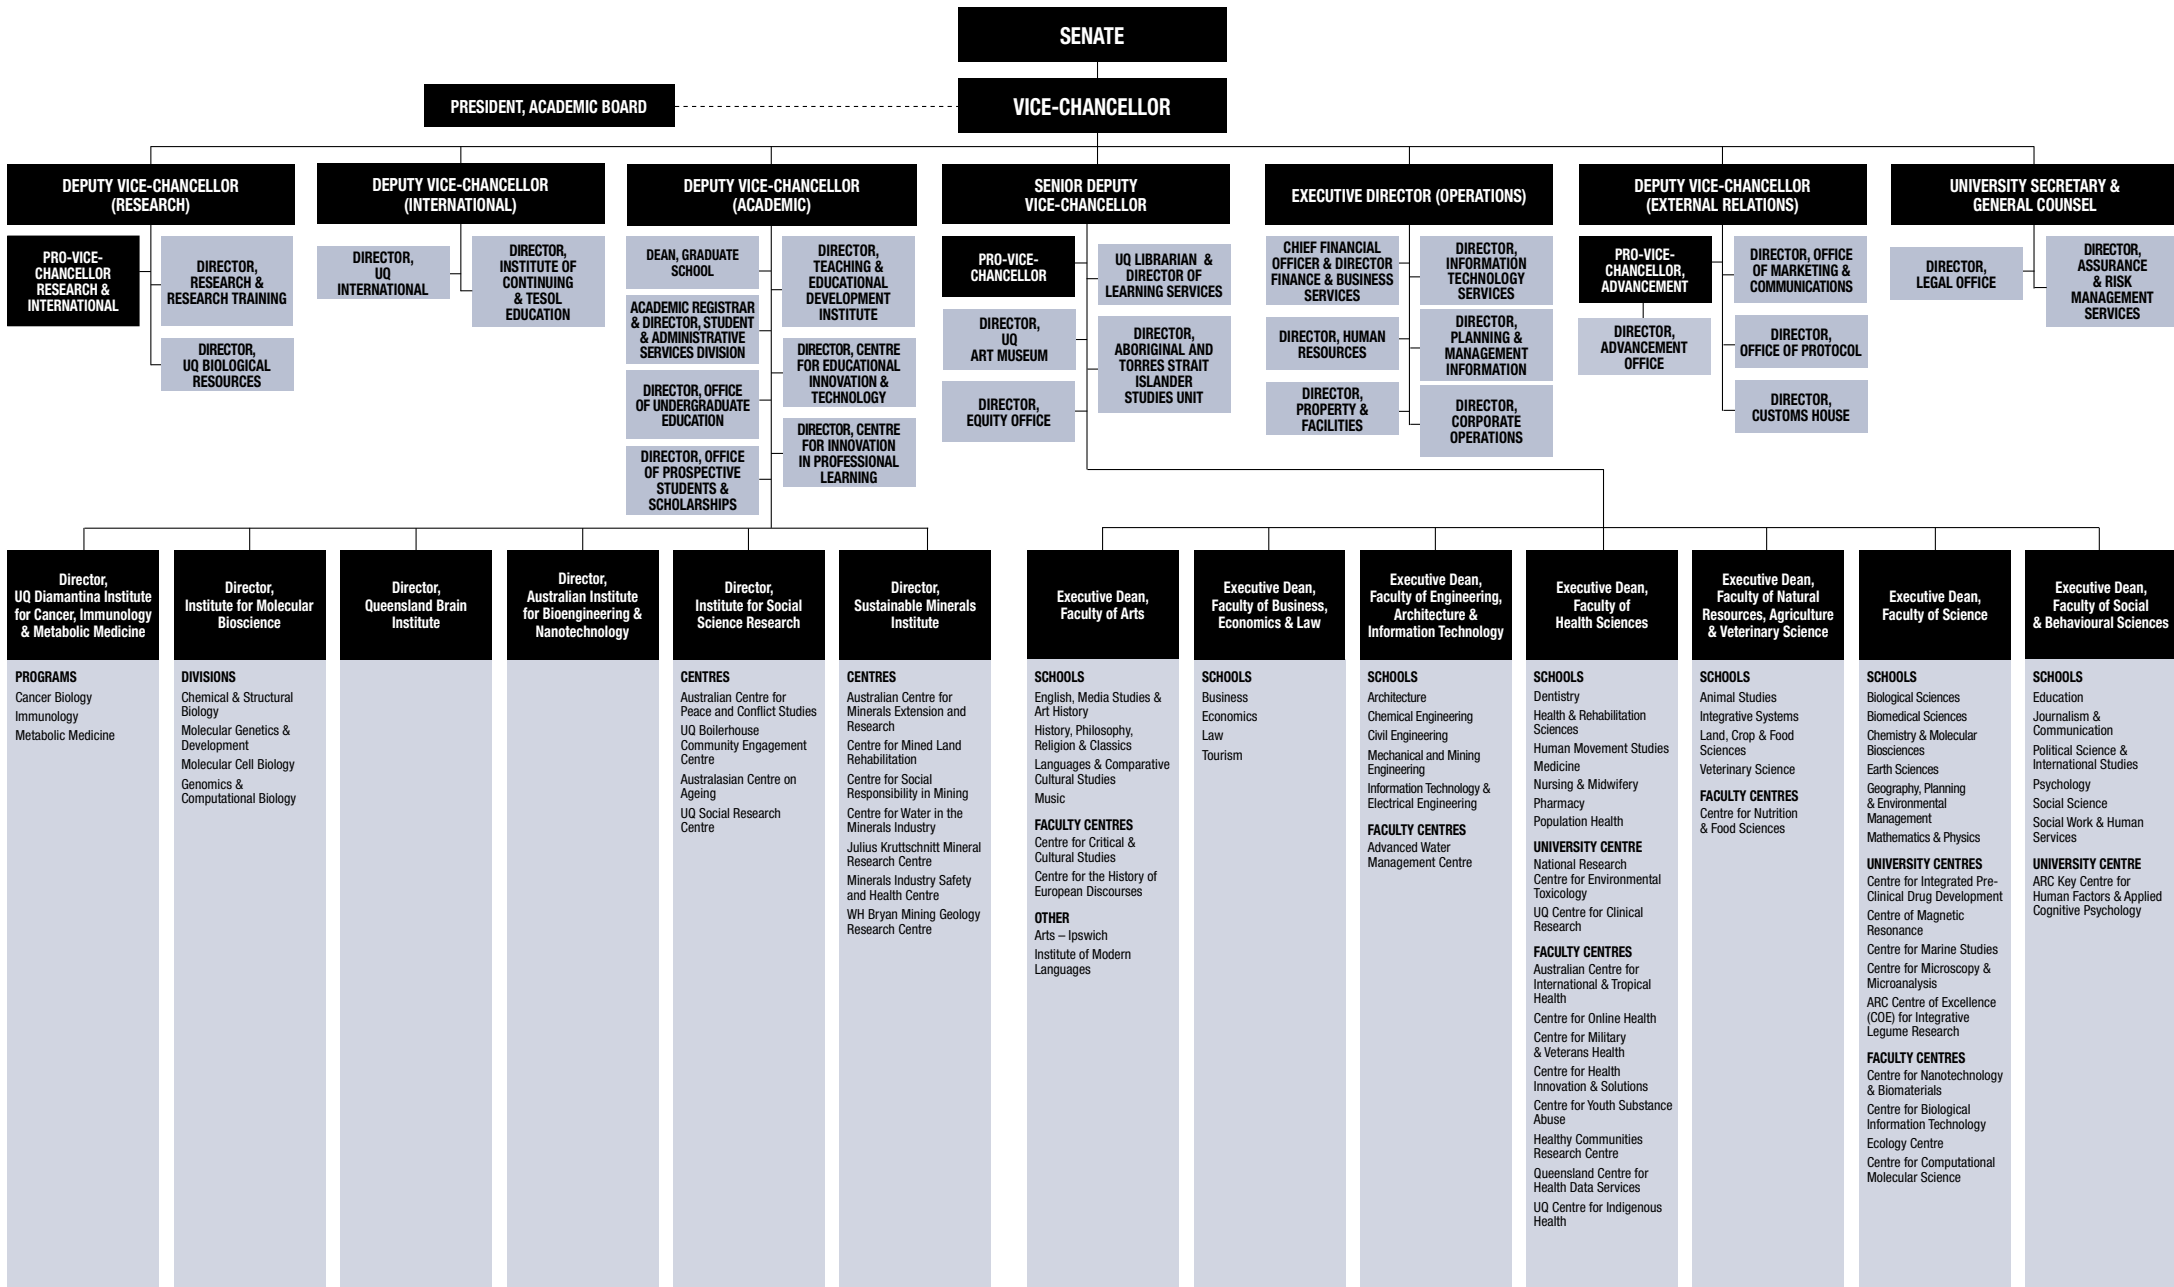 SENATE
PRESIDENT, ACADEMIC BOARD
VICE-CHANCELLOR
DEPUTY VICE-CHANCELLOR
(RESEARCH)
PRO-VICE-
CHANCELLOR
RESEARCH &
INTERNATIONAL
DIRECTOR,
RESEARCH &
RESEARCH TRAINING
DIRECTOR,
UQ BIOLOGICAL
RESOURCES
DEPUTY VICE-CHANCELLOR
(INTERNATIONAL)
DIRECTOR,
UQ
INTERNATIONAL
DIRECTOR,
INSTITUTE OF
CONTINUING
& TESOL
EDUCATION
DEPUTY VICE-CHANCELLOR
(ACADEMIC)
DEAN, GRADUATE
SCHOOL
ACADEMIC REGISTRAR
& DIRECTOR, STUDENT
& ADMINISTRATIVE
SERVICES DIVISION
DIRECTOR, OFFICE
OF UNDERGRADUATE
EDUCATION
DIRECTOR, OFFICE
OF PROSPECTIVE
STUDENTS &
SCHOLARSHIPS
DIRECTOR,
TEACHING &
EDUCATIONAL
DEVELOPMENT
INSTITUTE
DIRECTOR, CENTRE
FOR EDUCATIONAL
INNOVATION &
TECHNOLOGY
DIRECTOR, CENTRE
FOR INNOVATION
IN PROFESSIONAL
LEARNING
SENIOR DEPUTY
VICE-CHANCELLOR
PRO-VICE-
CHANCELLOR
DIRECTOR,
UQ
ART MUSEUM
DIRECTOR,
EQUITY OFFICE
UQ LIBRARIAN &
DIRECTOR OF
LEARNING SERVICES
DIRECTOR,
ABORIGINAL AND
TORRES STRAIT
ISLANDER
STUDIES UNIT
EXECUTIVE DIRECTOR (OPERATIONS)
CHIEF FINANCIAL
OFFICER & DIRECTOR
FINANCE & BUSINESS
SERVICES
DIRECTOR, HUMAN
RESOURCES
DIRECTOR,
PROPERTY &
FACILITIES
DIRECTOR,
INFORMATION
TECHNOLOGY
SERVICES
DIRECTOR,
PLANNING &
MANAGEMENT
INFORMATION
DIRECTOR,
CORPORATE
OPERATIONS
DEPUTY VICE-CHANCELLOR
(EXTERNAL RELATIONS)
PRO-VICE-
CHANCELLOR,
ADVANCEMENT
DIRECTOR,
ADVANCEMENT
OFFICE
DIRECTOR, OFFICE
OF MARKETING &
COMMUNICATIONS
DIRECTOR,
OFFICE OF PROTOCOL
DIRECTOR,
CUSTOMS HOUSE
UNIVERSITY SECRETARY &
GENERAL COUNSEL
DIRECTOR,
LEGAL OFFICE
DIRECTOR,
ASSURANCE
& RISK
MANAGEMENT
SERVICES
Director,
UQ Diamantina Institute
for Cancer, Immunology
& Metabolic Medicine
PROGRAMS
Cancer Biology
Immunology
Metabolic Medicine
Director,
Institute for Molecular
Bioscience
DIVISIONS
Chemical & Structural
Biology
Molecular Genetics &
Development
Molecular Cell Biology
Genomics &
Computational Biology
Director,
Queensland Brain
Institute
Director,
Australian Institute
for Bioengineering &
Nanotechnology
Director,
Institute for Social
Science Research
CENTRES
Australian Centre for
Peace and Conflict Studies
UQ Boilerhouse
Community Engagement
Centre
Australasian Centre on
Ageing
UQ Social Research
Centre
Director,
Sustainable Minerals
Institute
CENTRES
Australian Centre for
Minerals Extension and
Research
Centre for Mined Land
Rehabilitation
Centre for Social
Responsibility in Mining
Centre for Water in the
Minerals Industry
Julius Kruttschnitt Mineral
Research Centre
Minerals Industry Safety
and Health Centre
WH Bryan Mining Geology
Research Centre
Executive Dean,
Faculty of Arts
SCHOOLS
English, Media Studies &
Art History
History, Philosophy,
Religion & Classics
Languages & Comparative
Cultural Studies
Music
FACULTY CENTRES
Centre for Critical &
Cultural Studies
Centre for the History of
European Discourses
OTHER
Arts – Ipswich
Institute of Modern
Languages
Executive Dean,
Faculty of Business,
Economics & Law
SCHOOLS
Business
Economics
Law
Tourism
Executive Dean,
Faculty of Engineering,
Architecture &
Information Technology
SCHOOLS
Architecture
Chemical Engineering
Civil Engineering
Mechanical and Mining
Engineering
Information Technology &
Electrical Engineering
FACULTY CENTRES
Advanced Water
Management Centre
Executive Dean,
Faculty of
Health Sciences
SCHOOLS
Dentistry
Health & Rehabilitation
Sciences
Human Movement Studies
Medicine
Nursing & Midwifery
Pharmacy
Population Health
UNIVERSITY CENTRE
National Research
Centre for Environmental
Toxicology
UQ Centre for Clinical
Research
FACULTY CENTRES
Australian Centre for
International & Tropical
Health
Centre for Online Health
Centre for Military
& Veterans Health
Centre for Health
Innovation & Solutions
Centre for Youth Substance
Abuse
Healthy Communities
Research Centre
Queensland Centre for
Health Data Services
UQ Centre for Indigenous
Health
Executive Dean,
Faculty of Natural
Resources, Agriculture
& Veterinary Science
SCHOOLS
Animal Studies
Integrative Systems
Land, Crop & Food
Sciences
Veterinary Science
FACULTY CENTRES
Centre for Nutrition
& Food Sciences
Executive Dean,
Faculty of Science
SCHOOLS
Biological Sciences
Biomedical Sciences
Chemistry & Molecular
Biosciences
Earth Sciences
Geography, Planning
& Environmental
Management
Mathematics & Physics
UNIVERSITY CENTRES
Centre for Integrated Pre-
Clinical Drug Development
Centre of Magnetic
Resonance
Centre for Marine Studies
Centre for Microscopy &
Microanalysis
ARC Centre of Excellence
(COE) for Integrative
Legume Research
FACULTY CENTRES
Centre for Nanotechnology
& Biomaterials
Centre for Biological
Information Technology
Ecology Centre
Centre for Computational
Molecular Science
Executive Dean,
Faculty of Social
& Behavioural Sciences
SCHOOLS
Education
Journalism &
Communication
Political Science &
International Studies
Psychology
Social Science
Social Work & Human
Services
UNIVERSITY CENTRE
ARC Key Centre for
Human Factors & Applied
Cognitive Psychology